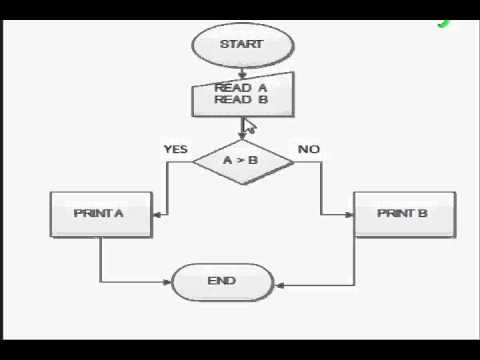 START
READ A
READ B
YES
A > B
NO
PRINT A
PRINT B
END